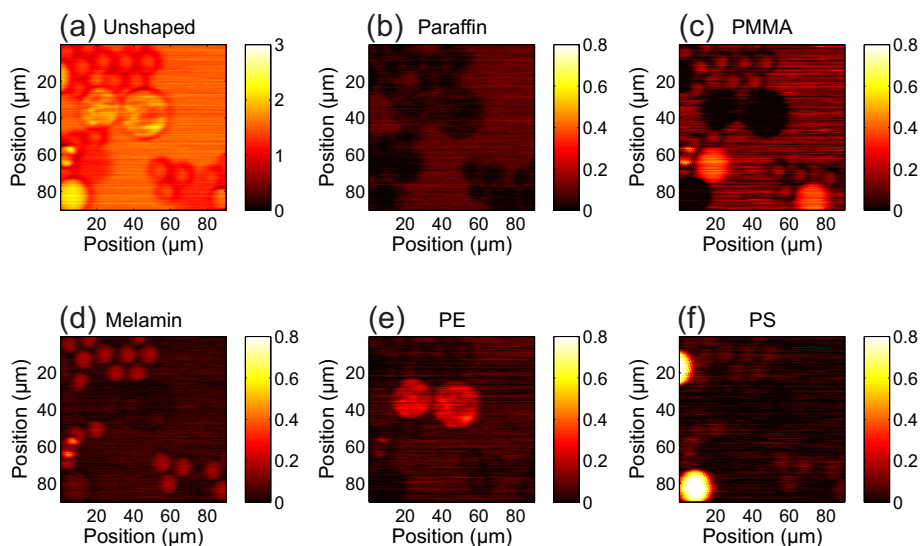 (a) Unshaped
(b) Paraffin
(c) PMMA
Position (µm)
20
40
60
80
20 40 60 80
Position (µm)
3
2
1
0
Position (µm)
20
40
60
80
20 40 60 80
Position (µm)
0.8
0.6
0.4
0.2
0
Position (µm)
20
40
60
80
20 40 60 80
Position (µm)
0.8
0.6
0.4
0.2
0
(d) Melamin
(e) PE
(f) PS
Position (µm)
20
40
60
80
20 40 60 80
Position (µm)
0.8
0.6
0.4
0.2
0
Position (µm)
20
40
60
80
20 40 60 80
Position (µm)
0.8
0.6
0.4
0.2
0
Position (µm)
20
40
60
80
20 40 60 80
Position (µm)
0.8
0.6
0.4
0.2
0